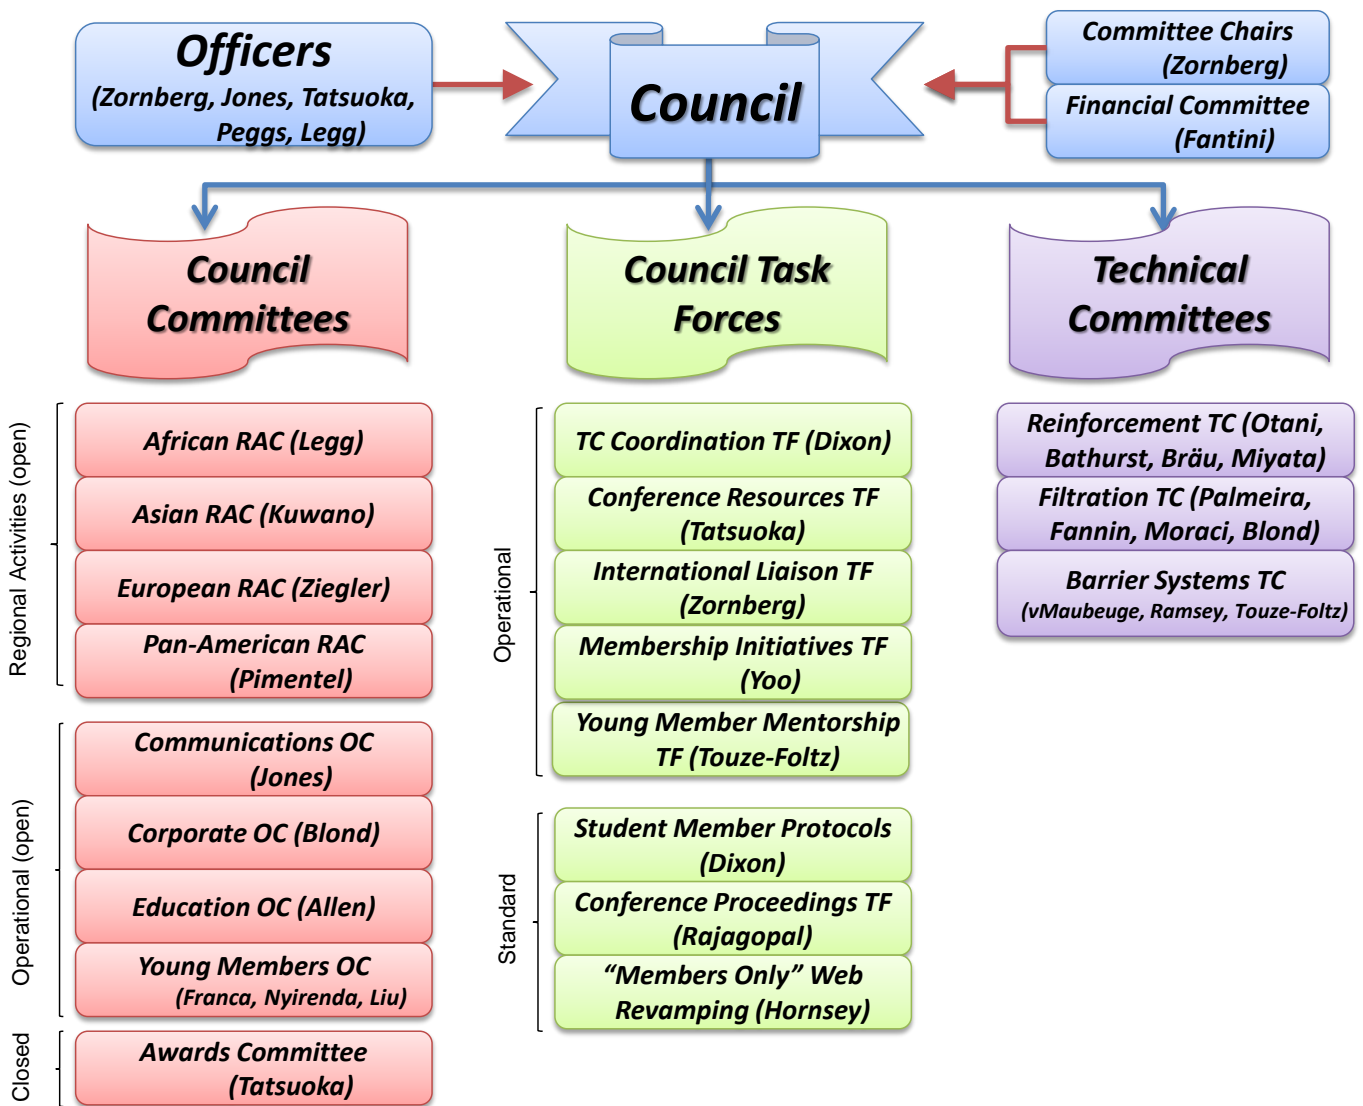 Officers
(Zornberg, Jones, Tatsuoka,
Peggs, Legg)
Council
Committee Chairs
(Zornberg)
Financial Committee
(Fantini)
Council
Committees
Council Task
Forces
Technical
Committees
Regional Activities (open)
African RAC (Legg)
Asian RAC (Kuwano)
European RAC (Ziegler)
Pan-American RAC
(Pimentel)
Operational (open)
Communications OC
(Jones)
Corporate OC (Blond)
Education OC (Allen)
Young Members OC
(Franca, Nyirenda, Liu)
Closed
Awards Committee
(Tatsuoka)
Operational
TC Coordination TF (Dixon)
Conference Resources TF
(Tatsuoka)
International Liaison TF
(Zornberg)
Membership Initiatives TF
(Yoo)
Young Member Mentorship
TF (Touze-Foltz)
Standard
Student Member Protocols
(Dixon)
Conference Proceedings TF
(Rajagopal)
“Members Only” Web
Revamping (Hornsey)
Reinforcement TC (Otani,
Bathurst, Bräu, Miyata)
Filtration TC (Palmeira,
Fannin, Moraci, Blond)
Barrier Systems TC
(vMaubeuge, Ramsey, Touze-Foltz)